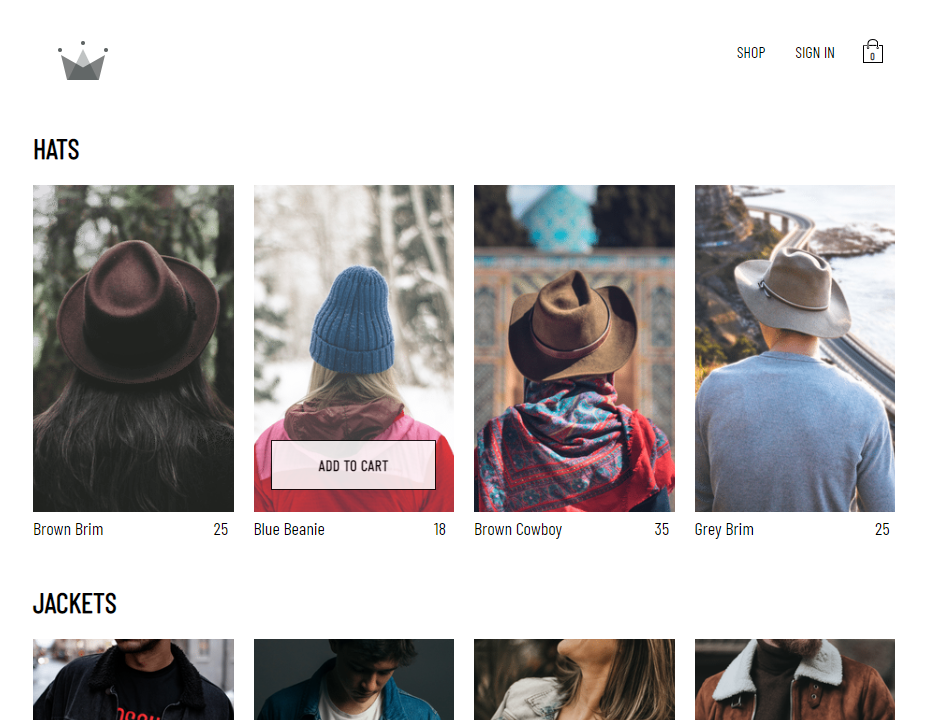 SHOP SIGN IN 0
HATS
ADD TO CART
Brown Brim 25 Blue Beanie 18 Brown Cowboy 35 Grey Brim 25
JACKETS